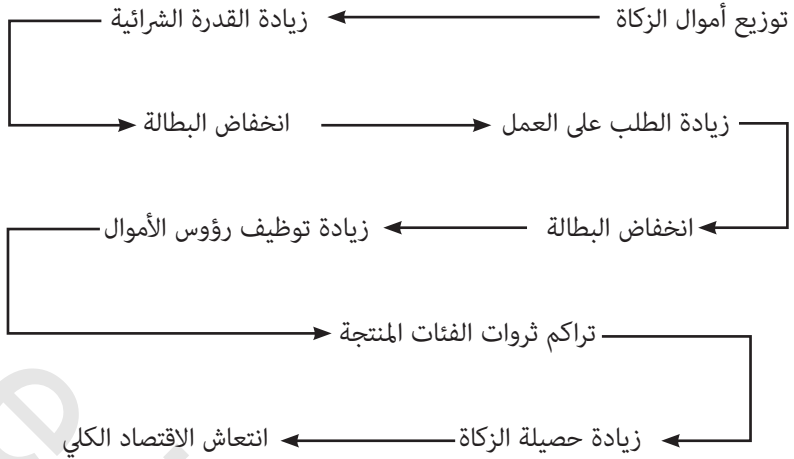 توزيع أموال الزكاة زيادة القدرة الشرائية
انخفاض البطالة زيادة الطلب على العمل
انخفاض البطالة زيادة توظيف رؤوس الأموال
تراكم ثروات الفئات المنتجة
زيادة حصيلة الزكاة انتعاش الاقتصاد الكلي